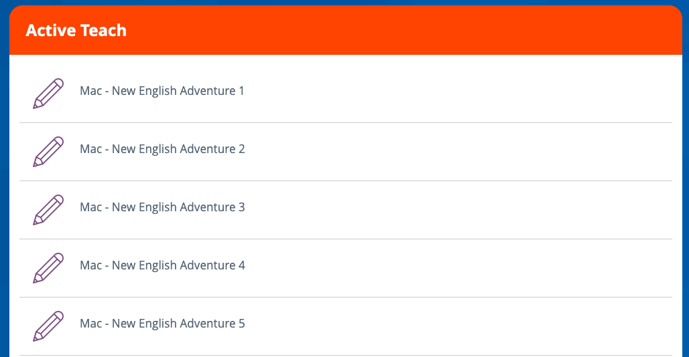 Active Teach
Mac - New English Adventure 1
Mac - New English Adventure 2
Mac - New English Adventure 3
Mac - New English Adventure 4
Mac - New English Adventure 5